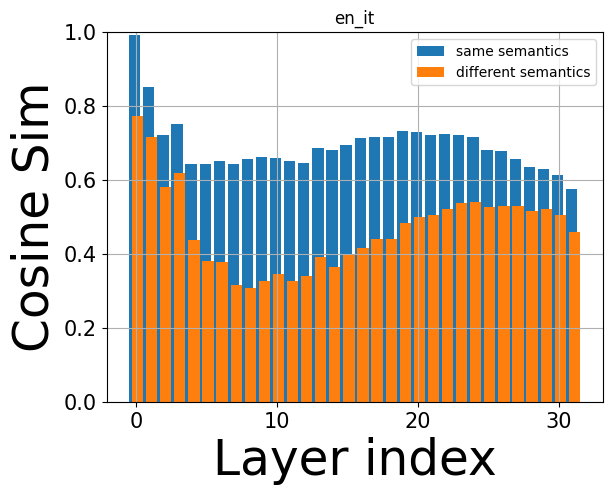 en_it
same semantics
different semantics
1.0
0.8
0.6
0.4
0.2
0.0
Cosine Sim
0 10 20 30
Layer index